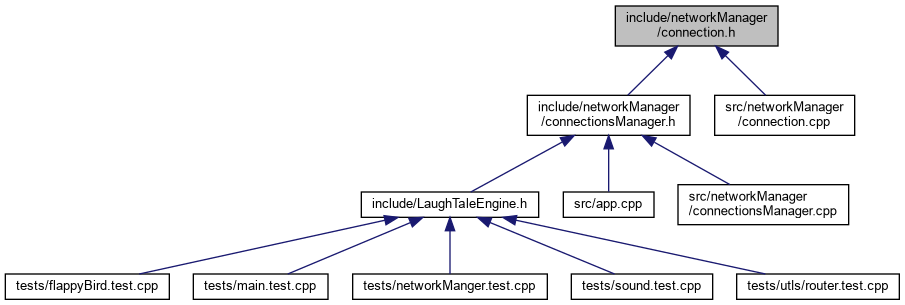 include/networkManager
/connection.h
include/networkManager
/connectionsManager.h
src/networkManager
/connection.cpp
include/LaughTaleEngine.h
src/app.cpp
src/networkManager
/connectionsManager.cpp
tests/flappyBird.test.cpp
tests/main.test.cpp
tests/networkManger.test.cpp
tests/sound.test.cpp
tests/utls/router.test.cpp